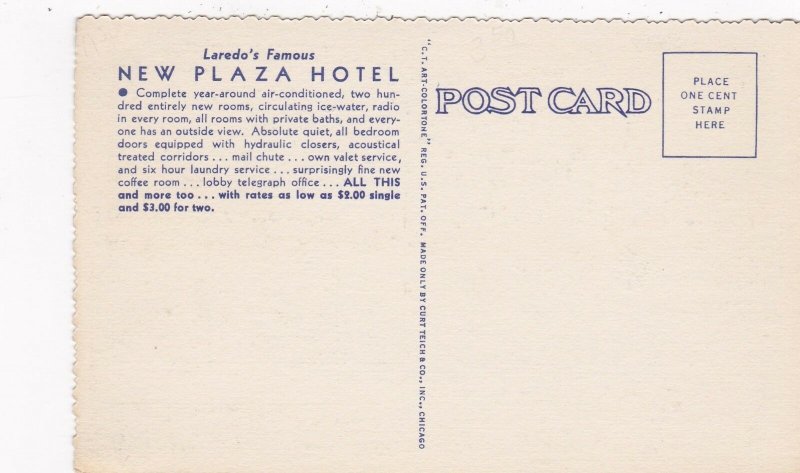 Laredo's Famous
NEW PLAZA HOTEL
● Complete year-around air-conditioned, two hun-
dred entirely new rooms, circulating ice-water, radio
in every room, all rooms with private baths, and every-
one has an outside view. Absolute quiet, all bedroom
doors equipped with hydraulic closers, acoustical
treated corridors ... mail chute ... own valet service,
and six hour laundry service ... surprisingly fine new
coffee room ... lobby telegraph office ... ALL THIS
and more too ... with rates as low as $2.00 single
and $3.00 for two.
"C.T. ART-COLORTONE" REG. U.S. PAT. OFF. MADE ONLY BY CURT TEICH & CO., INC., CHICAGO
POST CARD
PLACE
ONE CENT
STAMP
HERE